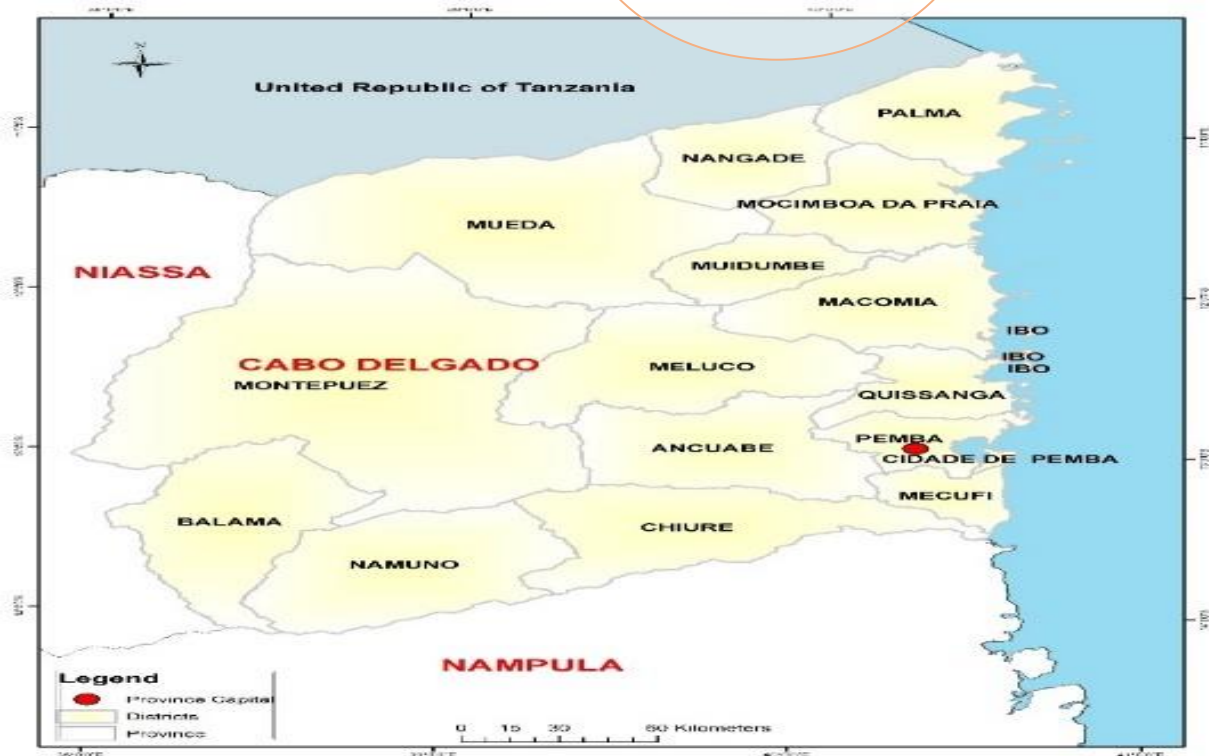 United Republic of Tanzania
PALMA
NANGADE
MOCIMBOA DA PRAIA
MUEDA
NIASSA
MUIDUMBE
MACOMIA
IBO
IBO
IBO
CABO DELGADO
MELUCO
MONTEPUEZ
QUISSANGA
PEMBA
ANCUABE
CIDADE DE PEMBA
MECUFI
BALAMA
CHIURE
NAMUNO
NAMPULA
Legend
Province Capital
Districts
Province
0 15 30 60 Kilometers